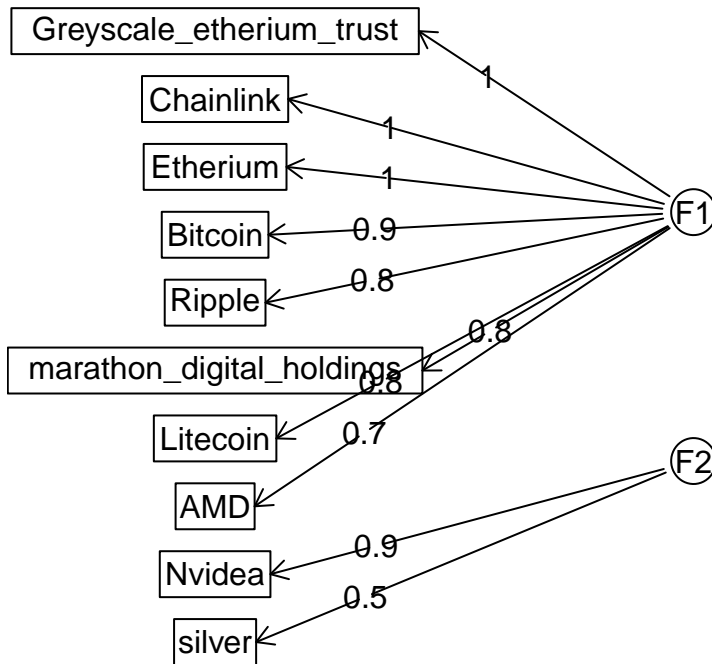 Greyscale_etherium_trust
1
Chainlink
1
Etherium
1
F1
Bitcoin
0.9
Ripple
0.8
0.8
marathon_digital_holdings
0.8
Litecoin
0.7
F2
AMD
0.9
Nvidea
0.5
silver